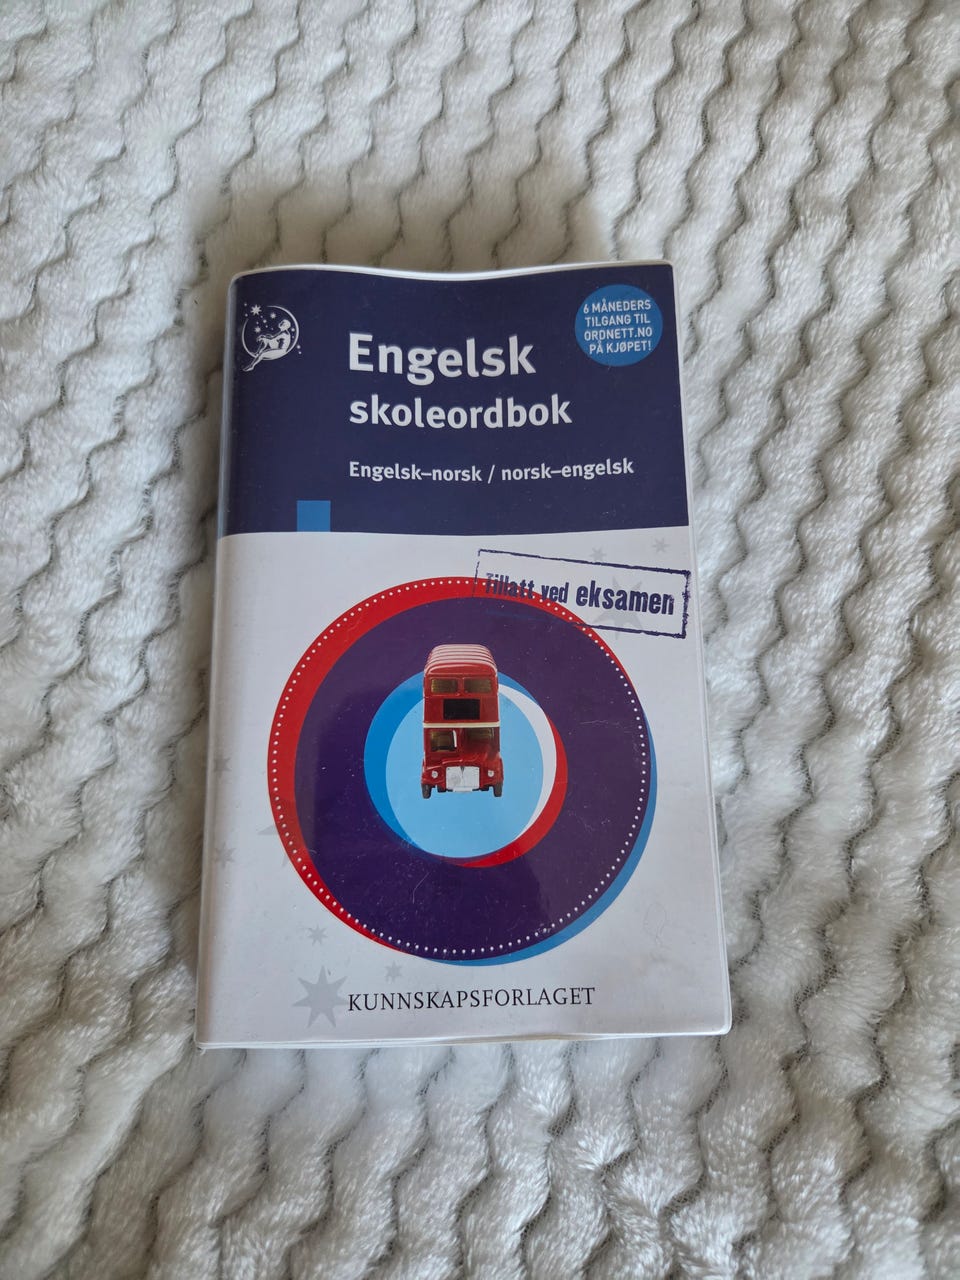 6 MÅNEDERS
TILGANG TIL
ORDNETT.NO
PÅ KJØPET!
Engelsk
skoleordbok
Engelsk–norsk / norsk–engelsk
Tillatt ved eksamen
KUNNSKAPSFORLAGET